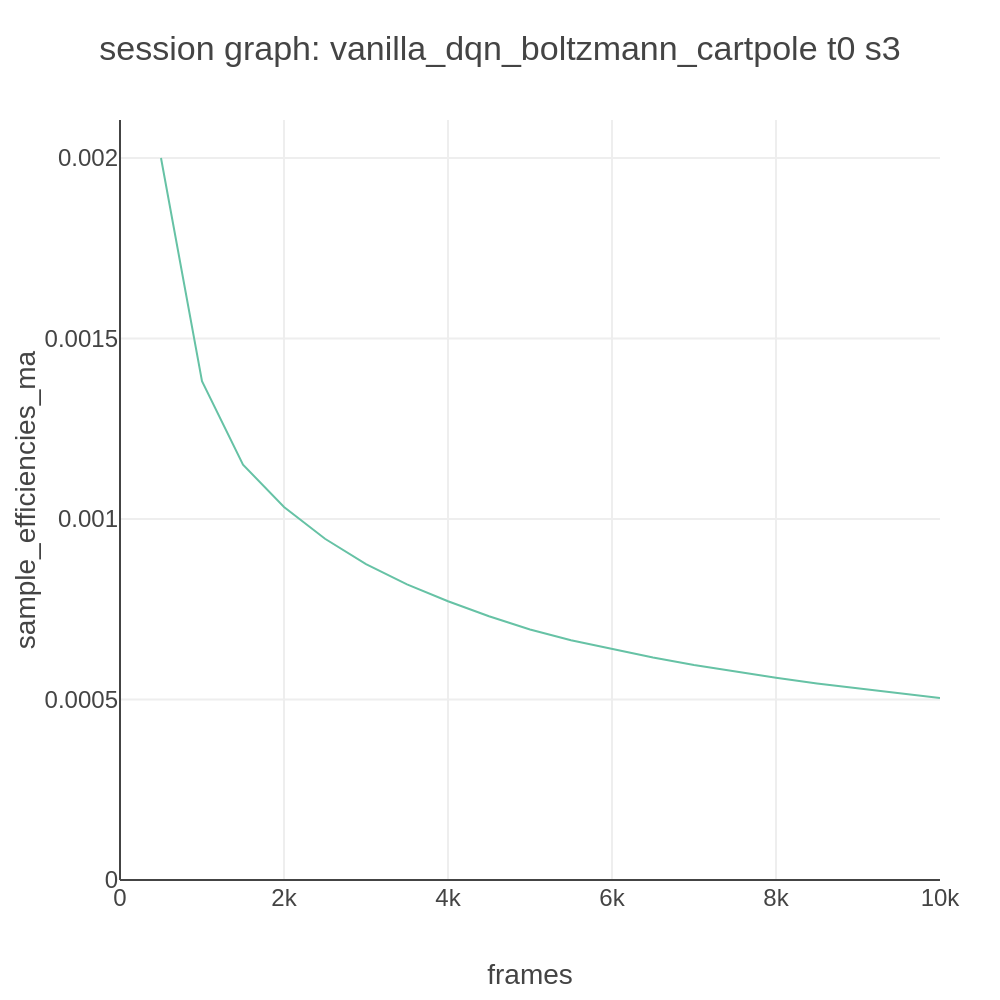 session graph: vanilla_dqn_boltzmann_cartpole t0 s3
sample_efficiencies_ma
0.002
0.0015
0.001
0.0005
0
0
2k
4k
6k
8k
10k
frames